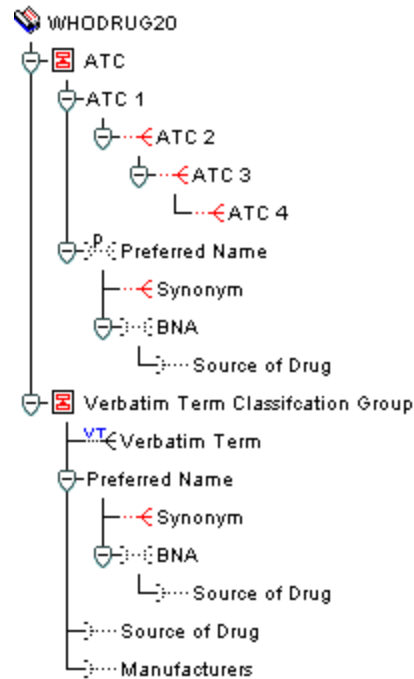 WHODRUG20
ATC
ATC 1
ATC 2
ATC 3
ATC 4
P
Preferred Name
Synonym
BNA
Source of Drug
Verbatim Term Classifcation Group
VT
Verbatim Term
Preferred Name
Synonym
BNA
Source of Drug
Source of Drug
Manufacturers